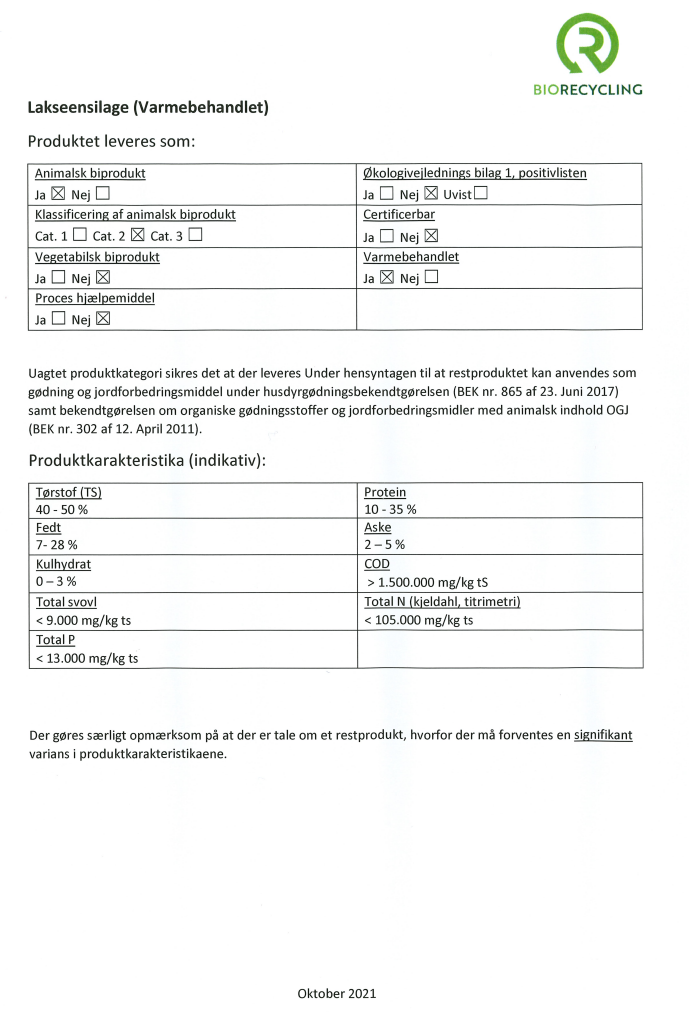 BIORECYCLING
Lakseensilage (Varmebehandlet)
Produktet leveres som:
Animalsk biprodukt
Ja ☒ Nej ☐
Økologivejlednings bilag 1, positivlisten
Ja ☐ Nej ☒ Uvist☐
Klassificering af animalsk biprodukt
Cat. 1 ☐ Cat. 2 ☒ Cat. 3 ☐
Certificerbar
Ja ☐ Nej ☒
Vegetabilsk biprodukt
Ja ☐ Nej ☒
Varmebehandlet
Ja ☒ Nej ☐
Proces hjælpemiddel
Ja ☐ Nej ☒
Uagtet produktkategori sikres det at der leveres Under hensyntagen til at restproduktet kan anvendes som
gødning og jordforbedringsmiddel under husdyrgødningsbekendtgørelsen (BEK nr. 865 af 23. Juni 2017)
samt bekendtgørelsen om organiske gødningsstoffer og jordforbedringsmidler med animalsk indhold OGJ
(BEK nr. 302 af 12. April 2011).
Produktkarakteristika (indikativ):
Tørstof (TS)
40 - 50 %
Protein
10 - 35 %
Fedt
7- 28 %
Aske
2 – 5 %
Kulhydrat
0 – 3 %
COD
> 1.500.000 mg/kg tS
Total svovl
< 9.000 mg/kg ts
Total N (kjeldahl, titrimetri)
< 105.000 mg/kg ts
Total P
< 13.000 mg/kg ts
Der gøres særligt opmærksom på at der er tale om et restprodukt, hvorfor der må forventes en signifikant
varians i produktkarakteristikaene.
Oktober 2021